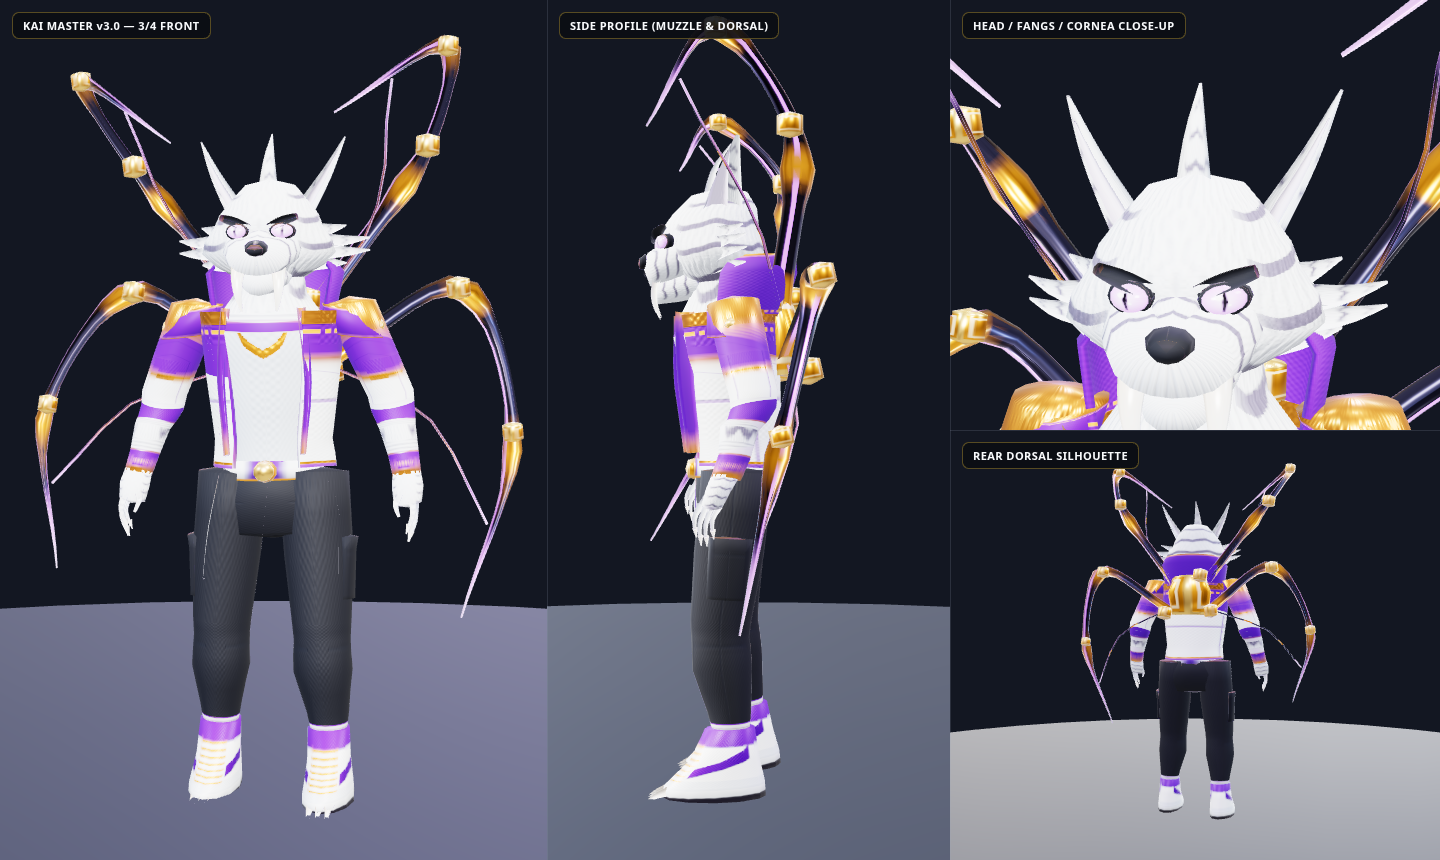 KAI MASTER v3.0 — 3/4 FRONT
SIDE PROFILE (MUZZLE & DORSAL)
HEAD / FANGS / CORNEA CLOSE-UP
REAR DORSAL SILHOUETTE